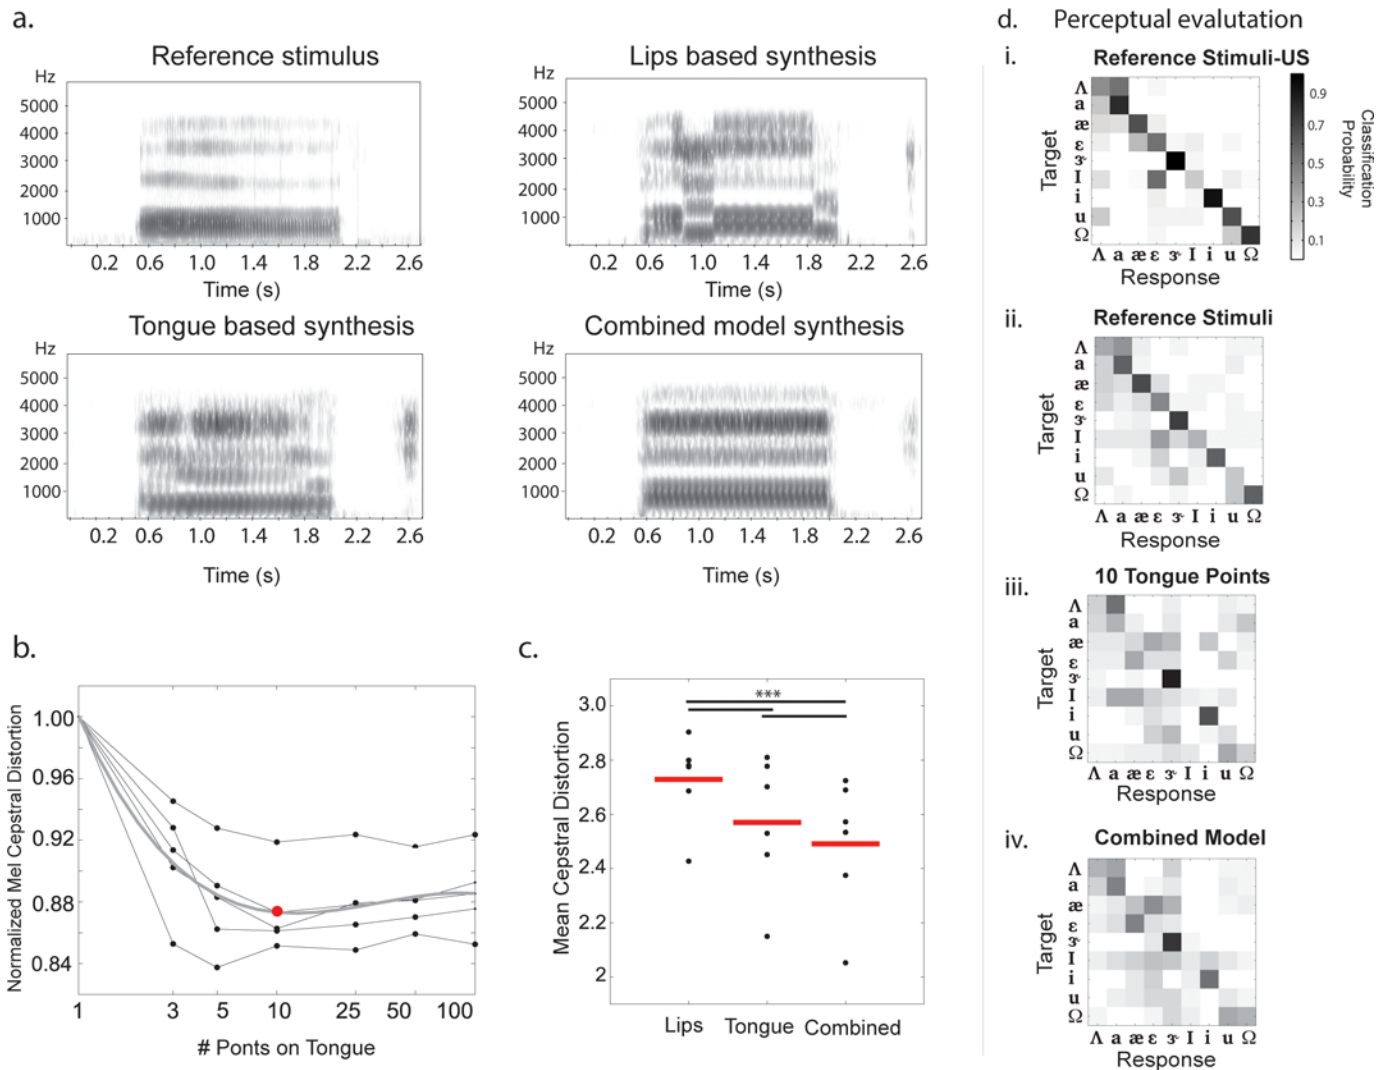 a.
Reference stimulus
Hz
5000
4000
3000
2000
1000
0.2 0.6 1.0 1.4 1.8 2.2 2.6
Time (s)
Lips based synthesis
Hz
5000
4000
3000
2000
1000
0.2 0.6 1.0 1.4 1.8 2.2 2.6
Time (s)
Tongue based synthesis
Hz
5000
4000
3000
2000
1000
0.2 0.6 1.0 1.4 1.8 2.2 2.6
Time (s)
Combined model synthesis
Hz
5000
4000
3000
2000
1000
0.2 0.6 1.0 1.4 1.8 2.2 2.6
Time (s)
b.
Normalized Mel Cepstral Distortion
1.00
0.96
0.92
0.88
0.84
1 3 5 10 25 50 100
# Ponts on Tongue
c.
Mean Cepstral Distortion
3.0
2.8
2.6
2.4
2.2
2
***
Lips Tongue Combined
d. Perceptual evalutation
i.
Reference Stimuli-US
Target
Λ
a
æ
ε
ɝ
I
i
u
Ω
Λ a æ ε ɝ I i u Ω
Response
0.9
0.7
0.5
0.3
0.1
Classification
Probability
ii.
Reference Stimuli
Target
Λ
a
æ
ε
ɝ
I
i
u
Ω
Λ a æ ε ɝ I i u Ω
Response
iii.
10 Tongue Points
Target
Λ
a
æ
ε
ɝ
I
i
u
Ω
Λ a æ ε ɝ I i u Ω
Response
iv.
Combined Model
Target
Λ
a
æ
ε
ɝ
I
i
u
Ω
Λ a æ ε ɝ I i u Ω
Response